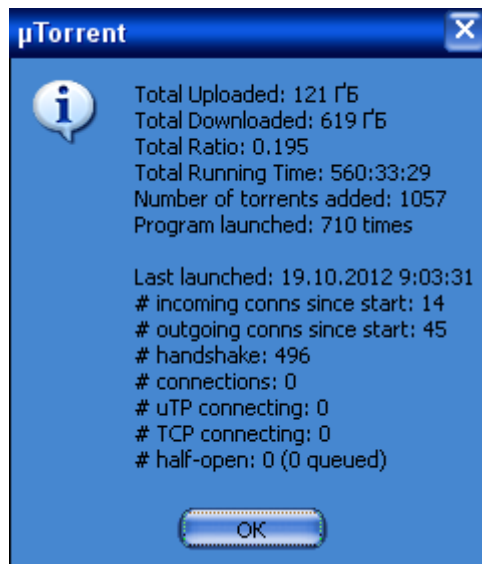 µTorrent
Total Uploaded: 121 ҐБ
Total Downloaded: 619 ҐБ
Total Ratio: 0.195
Total Running Time: 560:33:29
Number of torrents added: 1057
Program launched: 710 times
Last launched: 19.10.2012 9:03:31
# incoming conns since start: 14
# outgoing conns since start: 45
# handshake: 496
# connections: 0
# uTP connecting: 0
# TCP connecting: 0
# half-open: 0 (0 queued)
OK